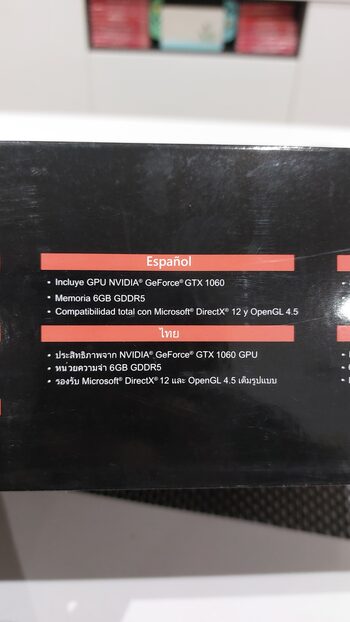 Español
• Incluye GPU NVIDIA® GeForce® GTX 1060
• Memoria 6GB GDDR5
• Compatibilidad total con Microsoft® DirectX® 12 y OpenGL 4.5
ไทย
• ประสิทธิภาพจาก NVIDIA® GeForce® GTX 1060 GPU
• หน่วยความจำ 6GB GDDR5
• รองรับ Microsoft® DirectX® 12 และ OpenGL 4.5 เต็มรูปแบบ